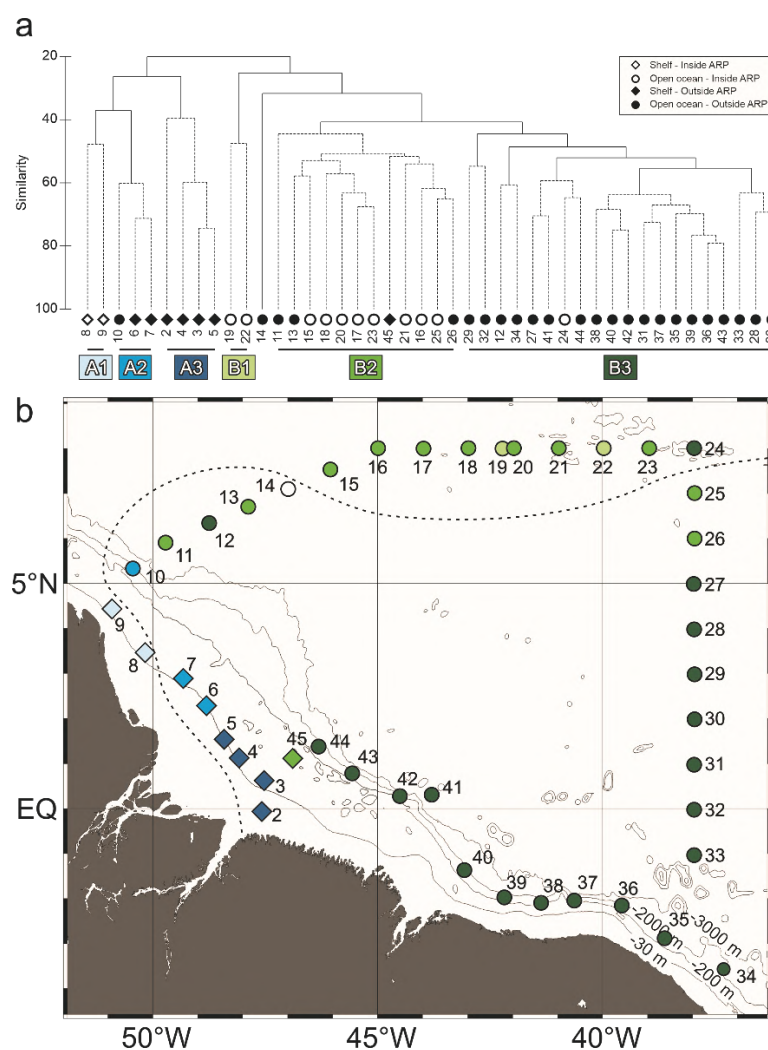 a
20
Shelf - Inside ARP
Open ocean - Inside ARP
Shelf - Outside ARP
Open ocean - Outside ARP
40
60
80
100
Similarity
8 9 10 6 7 2 4 3 5 19 22 14 11 13 15 18 20 17 23 45 21 16 25 26 29 32 12 34 27 41 24 44 38 40 42 31 37 35 39 36 43 33 28
A1 A2 A3 B1 B2 B3
b
16 17 18 19 20 21 22 23 24
15
14
13 25
12
11 26
10
5°N 27
9 28
8
7 29
6 30
5
4 45 44 31
3 43
42 41
EQ 2 32
33
40
39 38 37 36
35
-2000 m -3000 m
-30 m -200 m
34
50°W 45°W 40°W